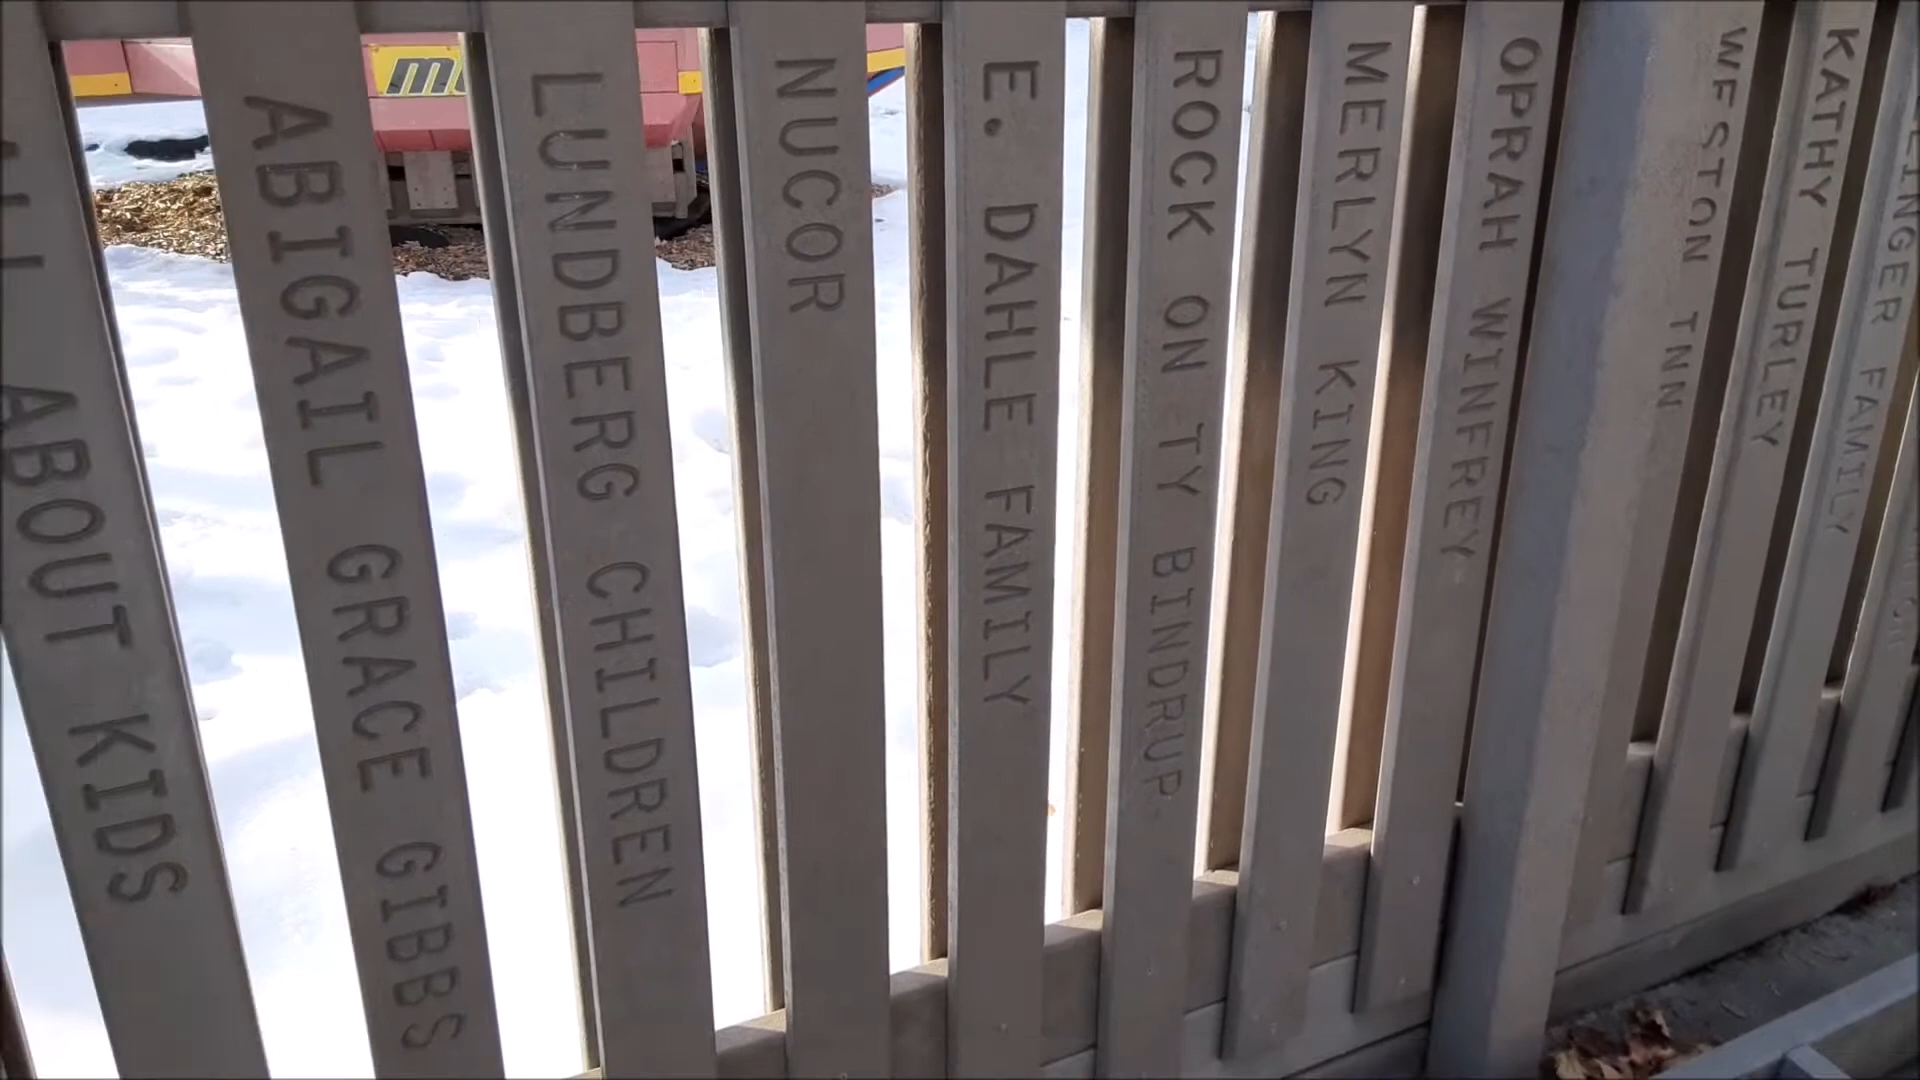 ALL ABOUT KIDS
ABIGAIL GRACE GIBBS
LUNDBERG CHILDREN
NUCOR
E. DAHLE FAMILY
ROCK ON TY BINDRUP
MERLYN KING
OPRAH WINFREY
WESTON INN
KATHY TURLEY
FAMILY